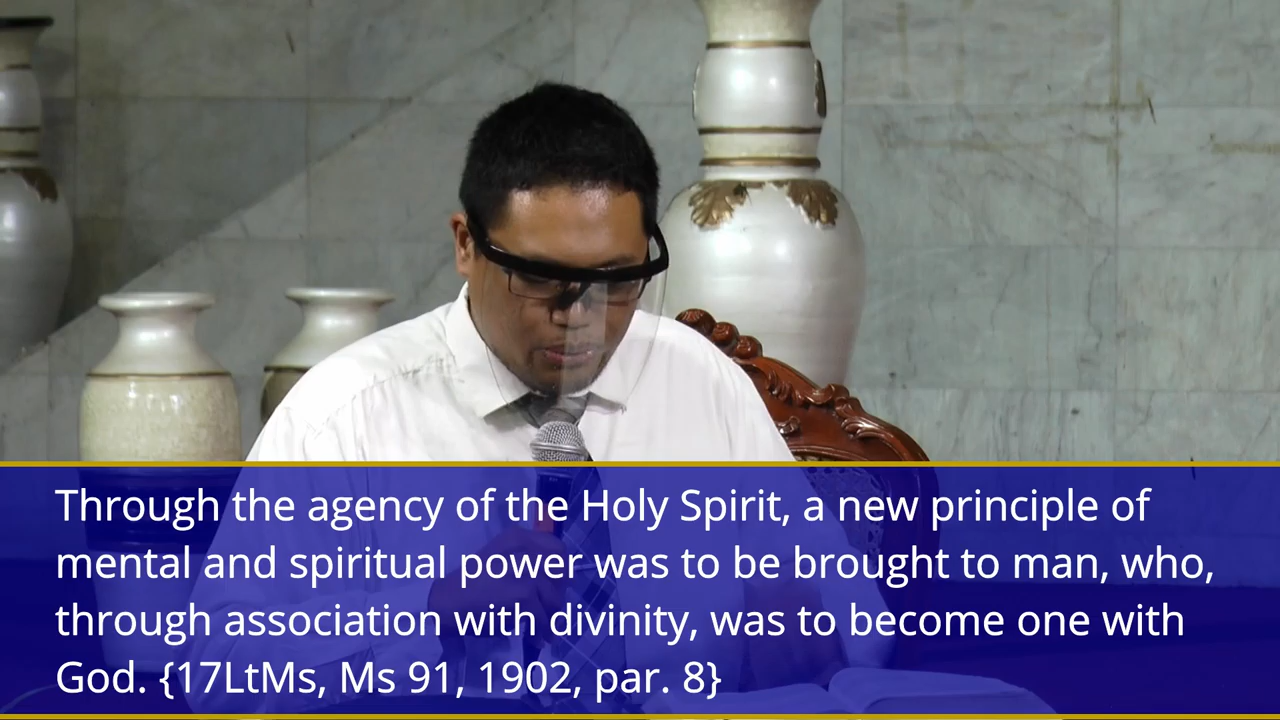 Through the agency of the Holy Spirit, a new principle of
mental and spiritual power was to be brought to man, who,
through association with divinity, was to become one with
God. {17LtMs, Ms 91, 1902, par. 8}